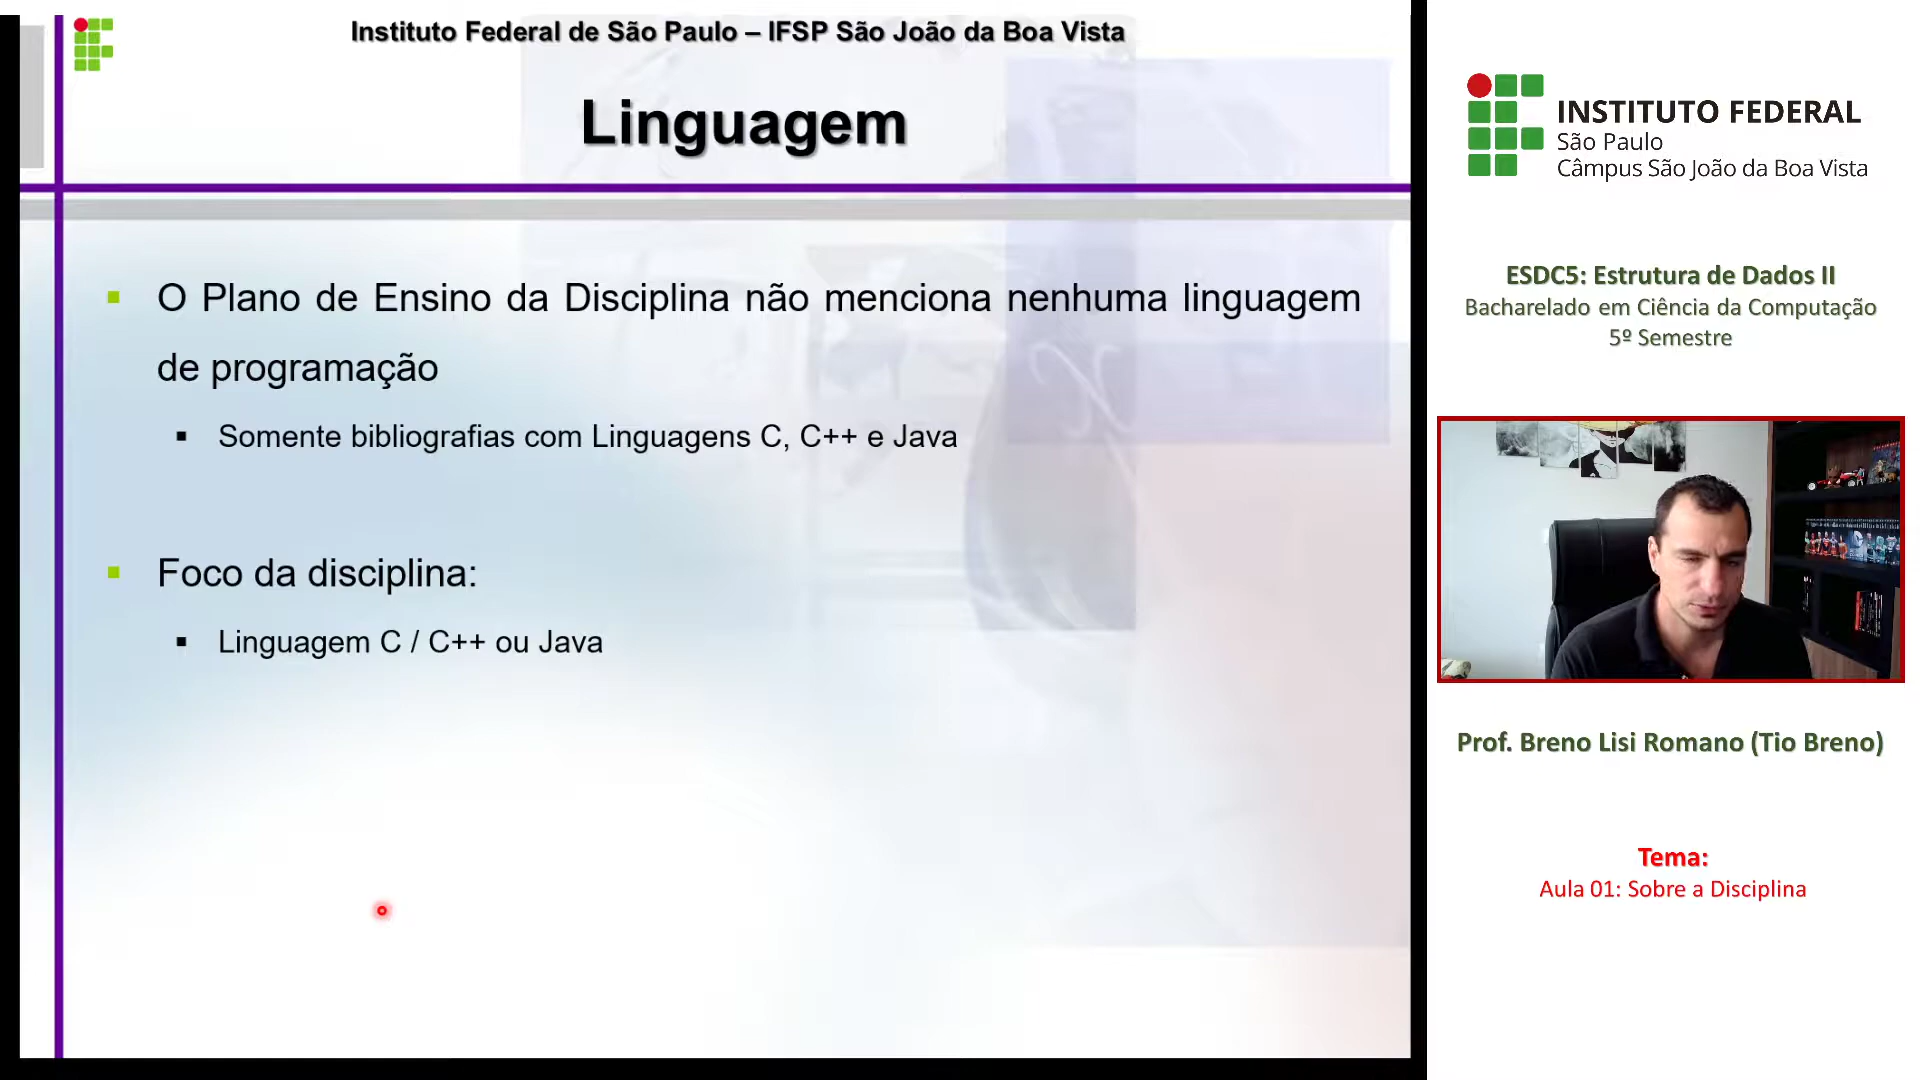 Instituto Federal de São Paulo – IFSP São João da Boa Vista
Linguagem
O Plano de Ensino da Disciplina não menciona nenhuma linguagem
de programação
Somente bibliografias com Linguagens C, C++ e Java
Foco da disciplina:
Linguagem C / C++ ou Java
INSTITUTO FEDERAL
São Paulo
Câmpus São João da Boa Vista
ESDC5: Estrutura de Dados II
Bacharelado em Ciência da Computação
5º Semestre
Prof. Breno Lisi Romano (Tio Breno)
Tema:
Aula 01: Sobre a Disciplina